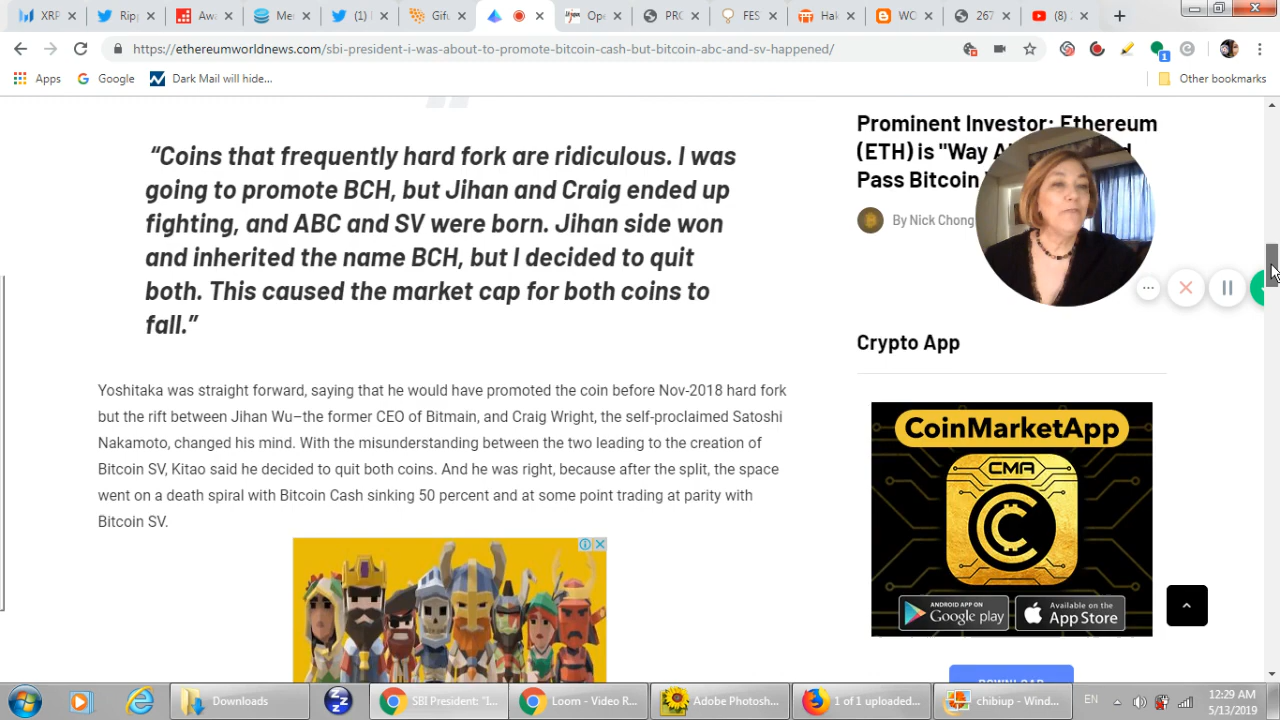 XRP
Rip
Aw
Me
(1)
Gif
Ope
PRO
FES
Hal
WO
267
(8)
https://ethereumworldnews.com/sbi-president-i-was-about-to-promote-bitcoin-cash-but-bitcoin-abc-and-sv-happened/
1
Apps
Google
Dark Mail will hide...
Other bookmarks
“Coins that frequently hard fork are ridiculous. I was
going to promote BCH, but Jihan and Craig ended up
fighting, and ABC and SV were born. Jihan side won
and inherited the name BCH, but I decided to quit
both. This caused the market cap for both coins to
fall.”
Yoshitaka was straight forward, saying that he would have promoted the coin before Nov-2018 hard fork
but the rift between Jihan Wu–the former CEO of Bitmain, and Craig Wright, the self-proclaimed Satoshi
Nakamoto, changed his mind. With the misunderstanding between the two leading to the creation of
Bitcoin SV, Kitao said he decided to quit both coins. And he was right, because after the split, the space
went on a death spiral with Bitcoin Cash sinking 50 percent and at some point trading at parity with
Bitcoin SV.
Prominent Investor: Ethereum
(ETH) is "Way
Pass Bitcoin
By Nick Chong
Crypto App
CoinMarketApp
CMA
ANDROID APP ON
Google play
Available on the
App Store
DOWNLOAD
Downloads
SBI President: "I...
Loom - Video R...
Adobe Photosh...
1 of 1 uploaded...
chibiup - Wind...
EN
12:29 AM
5/13/2019